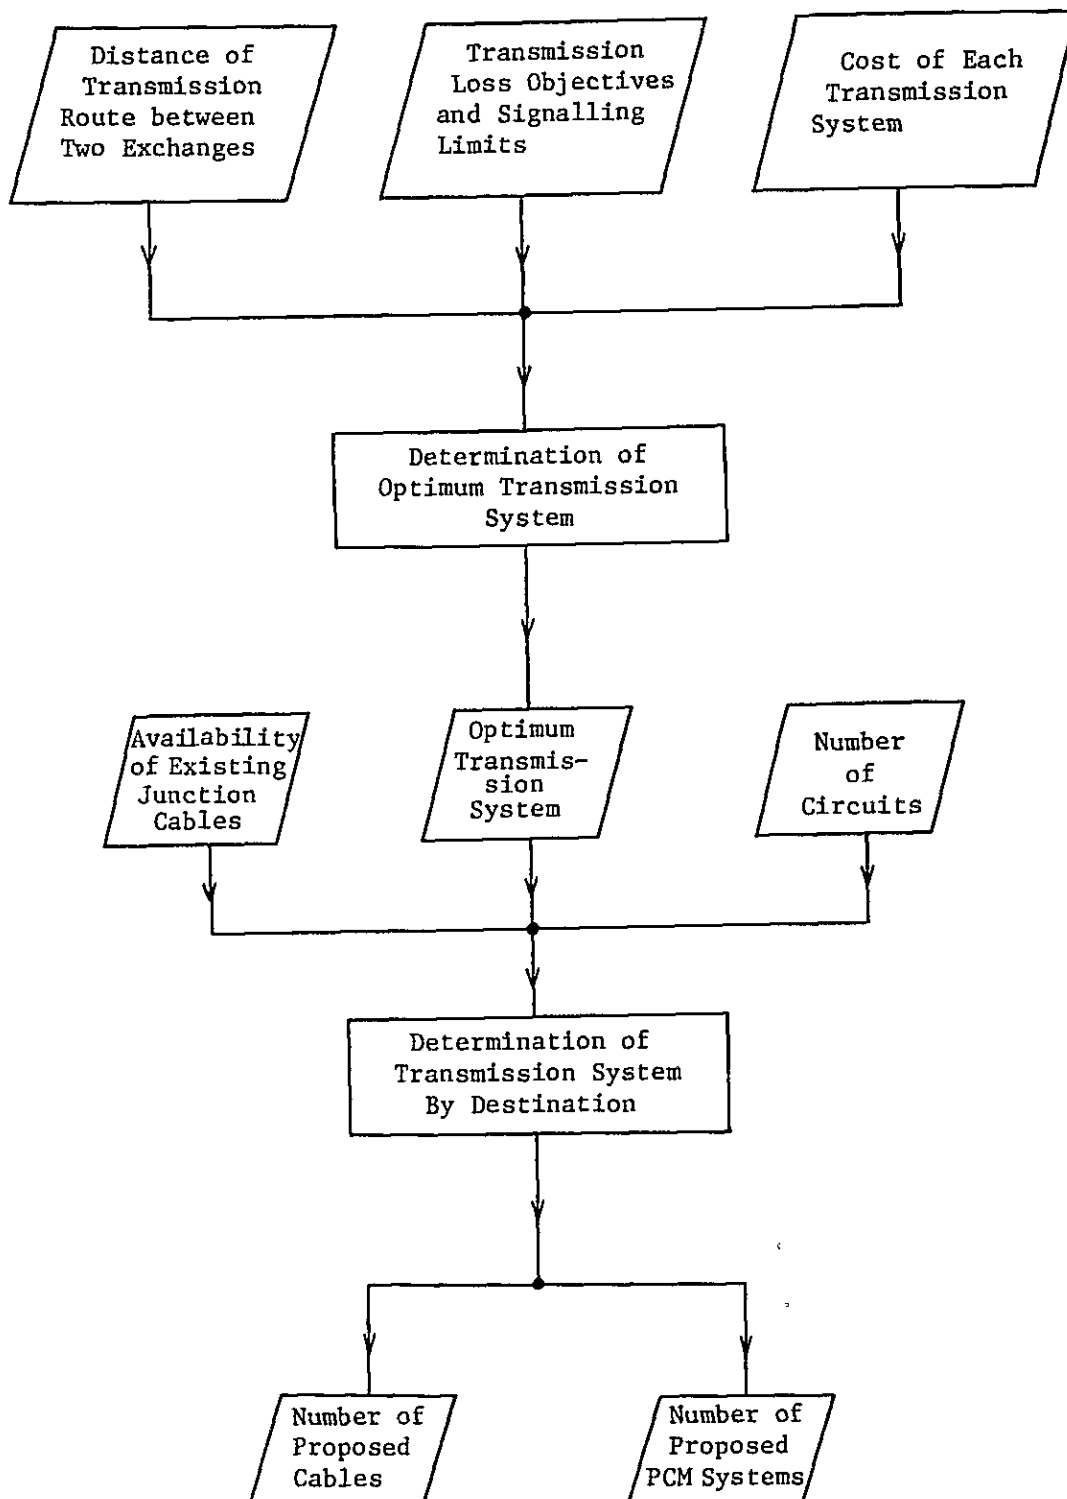 Distance of
Transmission
Route between
Two Exchanges
Transmission
Loss Objectives
and Signalling
Limits
Cost of Each
Transmission
System
Determination of
Optimum Transmission
System
Availability
of Existing
Junction
Cables
Optimum
Transmis-
sion
System
Number
of
Circuits
Determination of
Transmission System
By Destination
Number of
Proposed
Cables
Number of
Proposed
PCM Systems